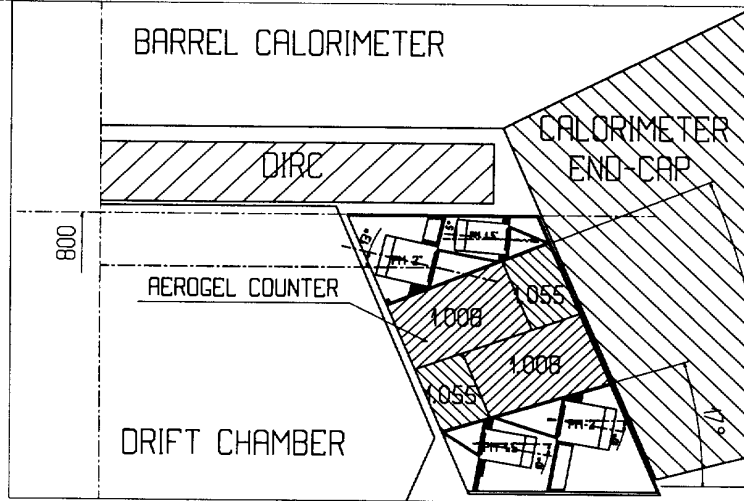 BARREL CALORIMETER
CALORIMETER
END-CAP
DIRC
800
AEROGEL COUNTER
1.055
1.008
1.008
1.055
DRIFT CHAMBER
17°